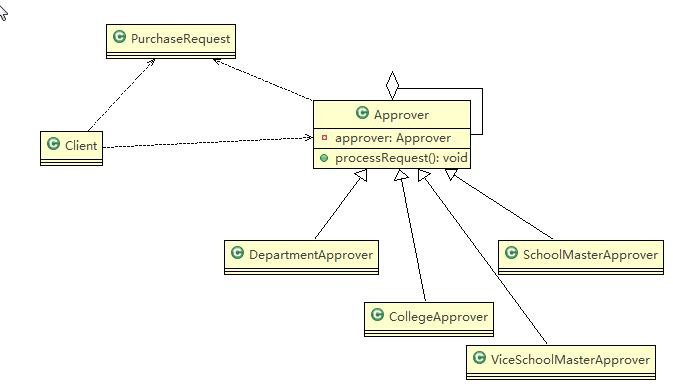 PurchaseRequest
Approver
approver: Approver
processRequest(): void
Client
DepartmentApprover
SchoolMasterApprover
CollegeApprover
ViceSchoolMasterApprover